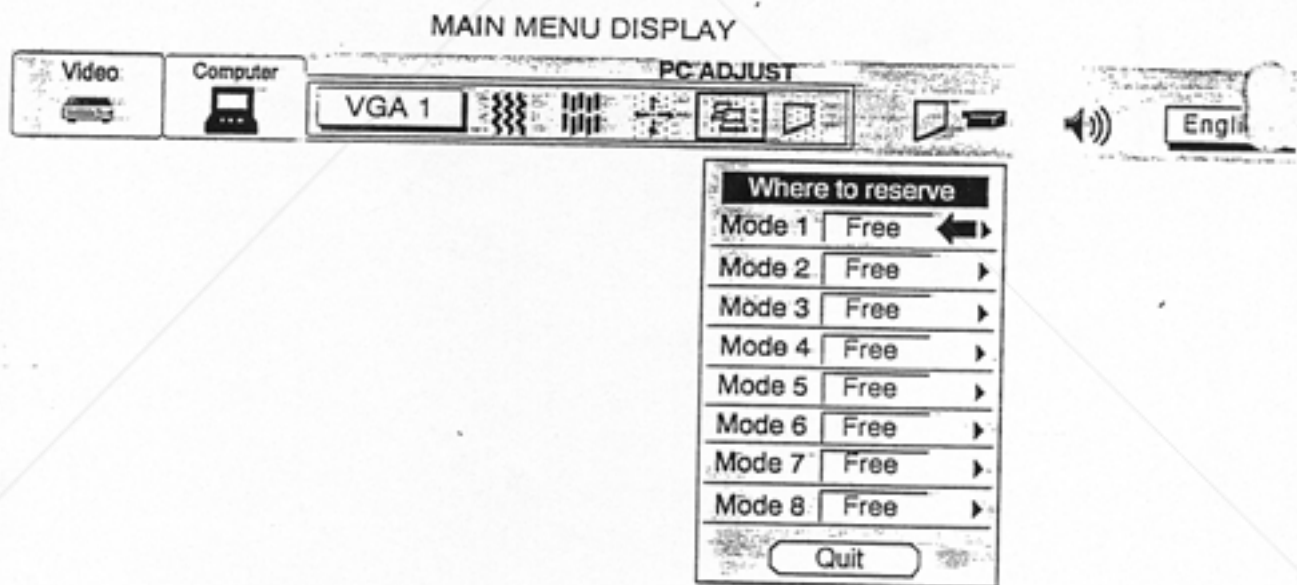 MAIN MENU DISPLAY
Video Computer PC ADJUST
VGA 1 Engli
Where to reserve
Mode 1 Free
Mode 2 Free
Mode 3 Free
Mode 4 Free
Mode 5 Free
Mode 6 Free
Mode 7 Free
Mode 8 Free
Quit